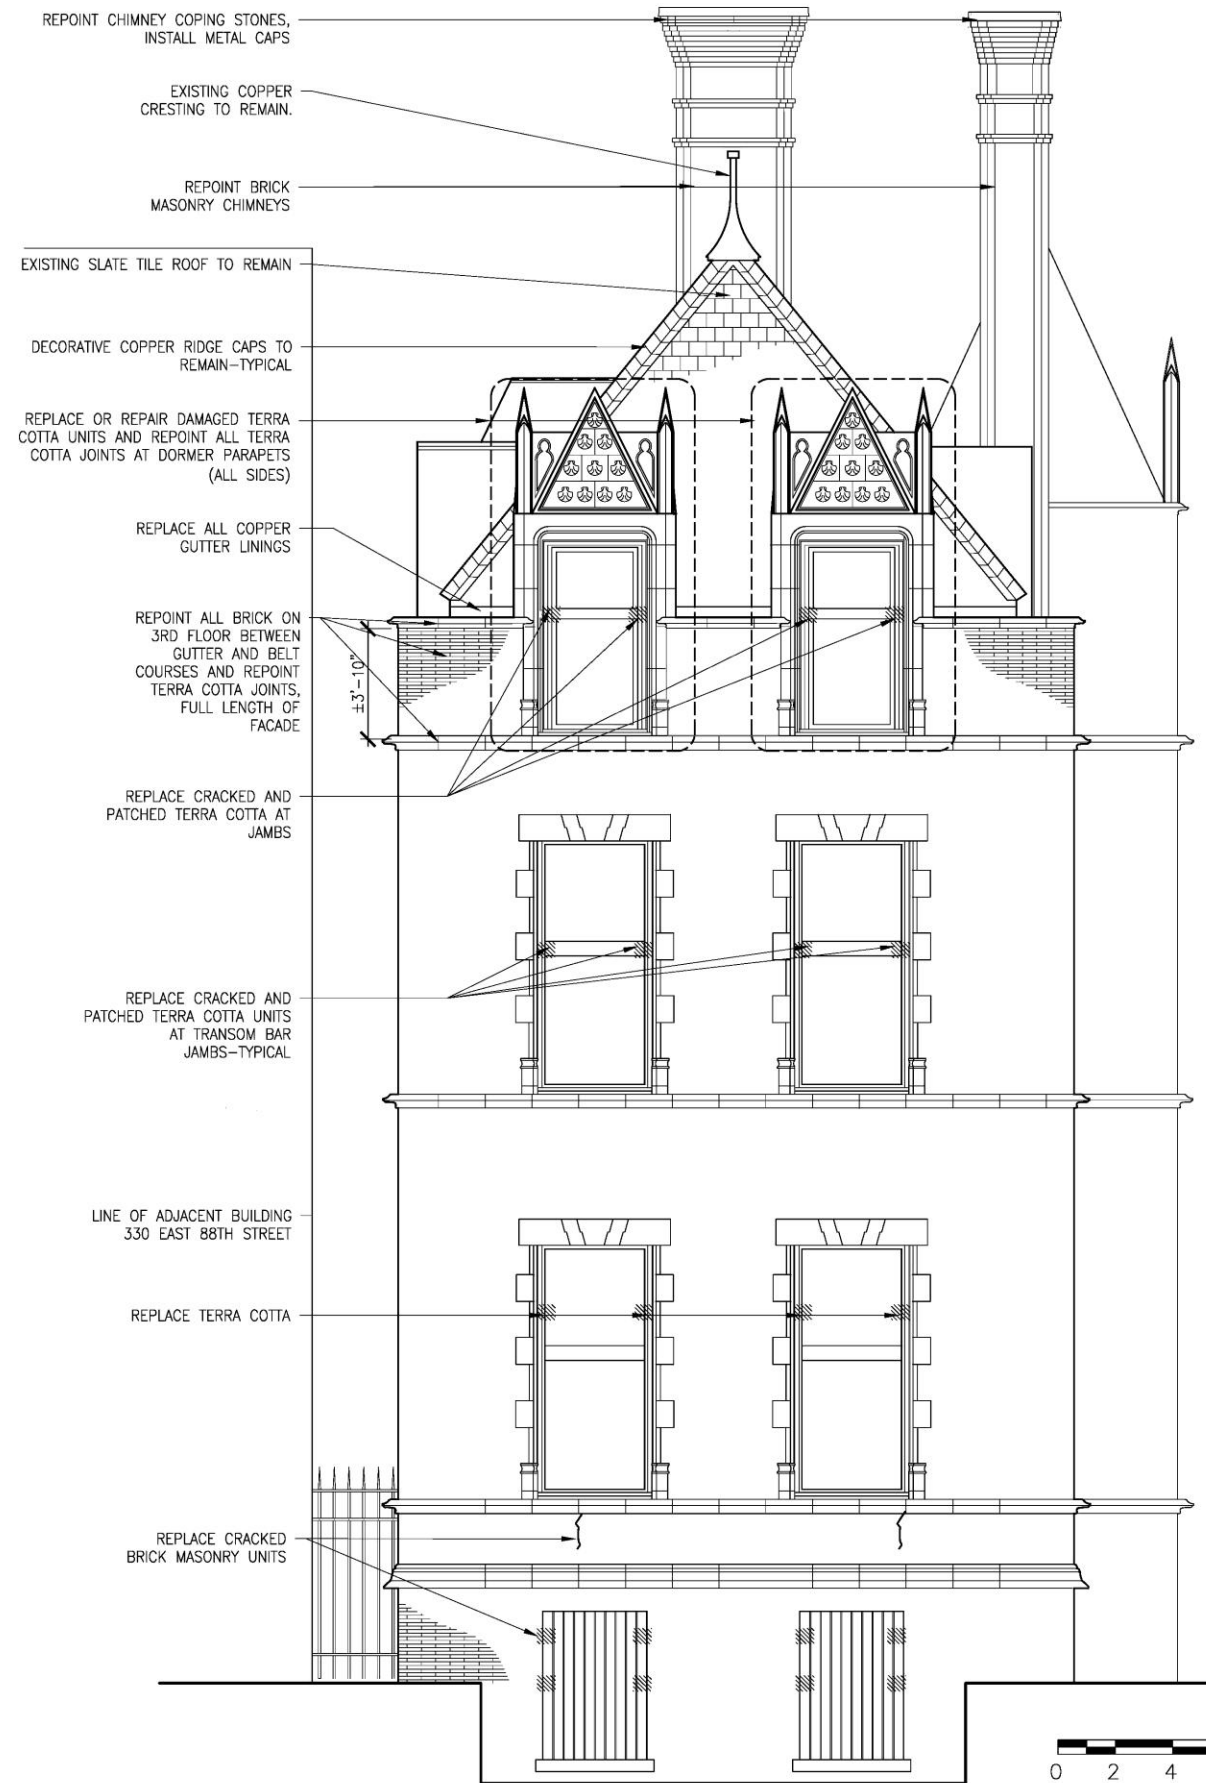 REPOINT CHIMNEY COPING STONES,
INSTALL METAL CAPS
EXISTING COPPER
CRESTING TO REMAIN.
REPOINT BRICK
MASONRY CHIMNEYS
EXISTING SLATE TILE ROOF TO REMAIN
DECORATIVE COPPER RIDGE CAPS TO
REMAIN-TYPICAL
REPLACE OR REPAIR DAMAGED TERRA
COTTA UNITS AND REPOINT ALL TERRA
COTTA JOINTS AT DORMER PARAPETS
(ALL SIDES)
REPLACE ALL COPPER
GUTTER LININGS
REPOINT ALL BRICK ON
3RD FLOOR BETWEEN
GUTTER AND BELT
COURSES AND REPOINT
TERRA COTTA JOINTS,
FULL LENGTH OF
FACADE
±3'-10"
REPLACE CRACKED AND
PATCHED TERRA COTTA AT
JAMBS
REPLACE CRACKED AND
PATCHED TERRA COTTA UNITS
AT TRANSOM BAR
JAMBS-TYPICAL
LINE OF ADJACENT BUILDING
330 EAST 88TH STREET
REPLACE TERRA COTTA
REPLACE CRACKED
BRICK MASONRY UNITS
0 2 4